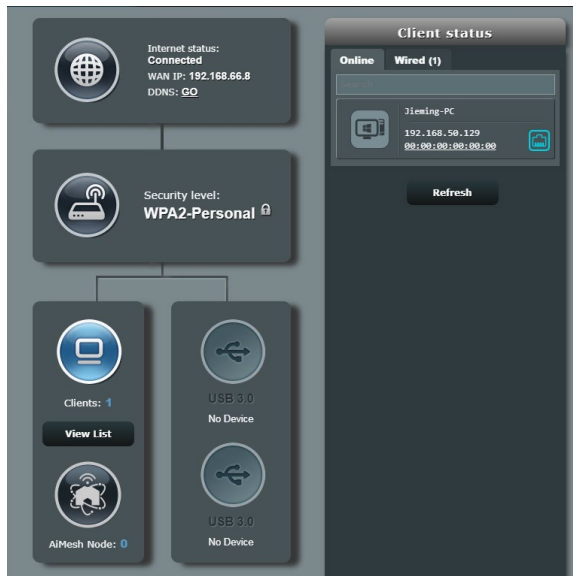 Internet status:
Connected
WAN IP: 192.168.66.8
DDNS: GO
Security level:
WPA2-Personal
Clients: 1
View List
AiMesh Node: 0
USB 3.0
No Device
USB 3.0
No Device
Client status
Online Wired (1)
Search
Jieming-PC
192.168.50.129
00:00:00:00:00:00
Refresh